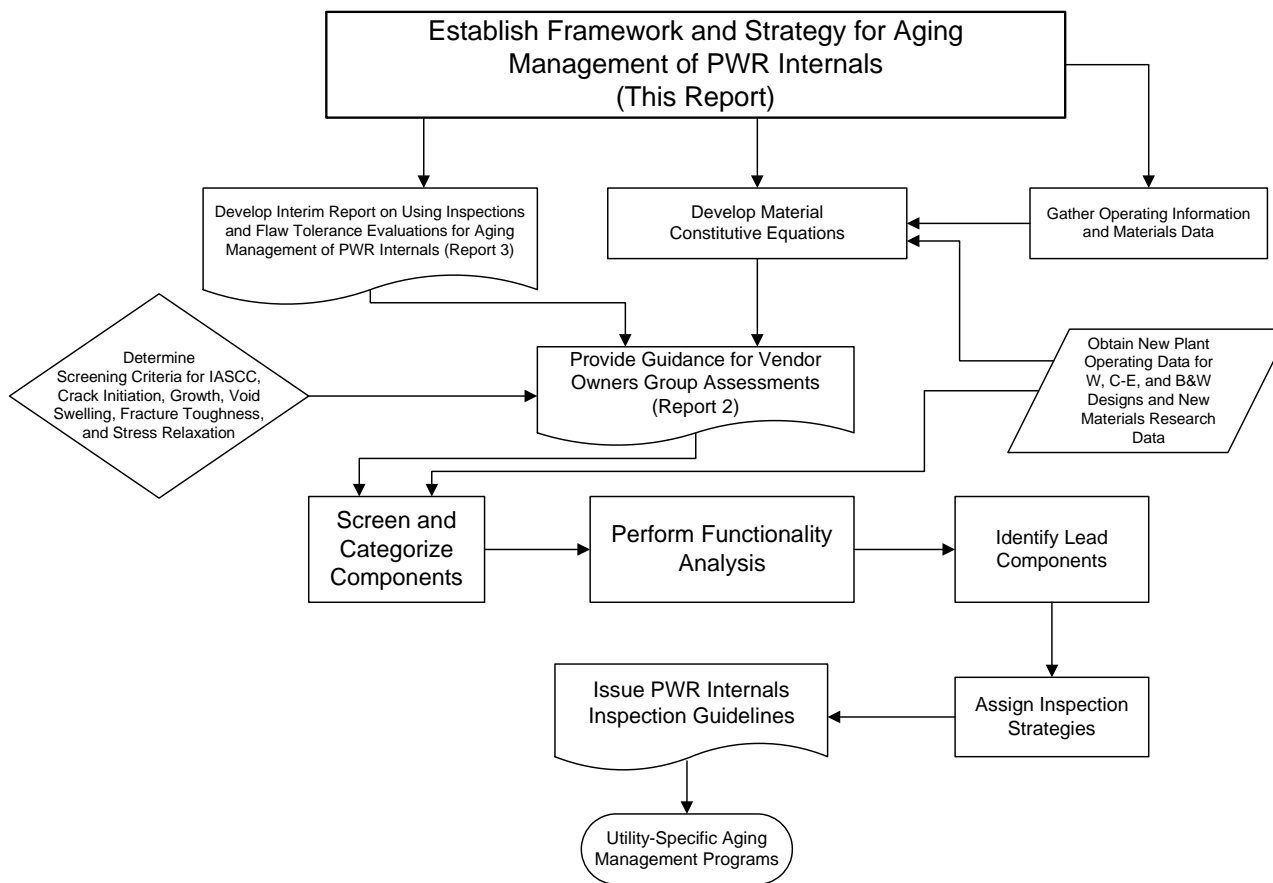 Establish Framework and Strategy for Aging
Management of PWR Internals
(This Report)
Develop Interim Report on Using Inspections
and Flaw Tolerance Evaluations for Aging
Management of PWR Internals (Report 3)
Develop Material
Constitutive Equations
Gather Operating Information
and Materials Data
Determine
Screening Criteria for IASCC,
Crack Initiation, Growth, Void
Swelling, Fracture Toughness,
and Stress Relaxation
Provide Guidance for Vendor
Owners Group Assessments
(Report 2)
Obtain New Plant
Operating Data for
W, C-E, and B&W
Designs and New
Materials Research
Data
Screen and
Categorize
Components
Perform Functionality
Analysis
Identify Lead
Components
Issue PWR Internals
Inspection Guidelines
Assign Inspection
Strategies
Utility-Specific Aging
Management Programs